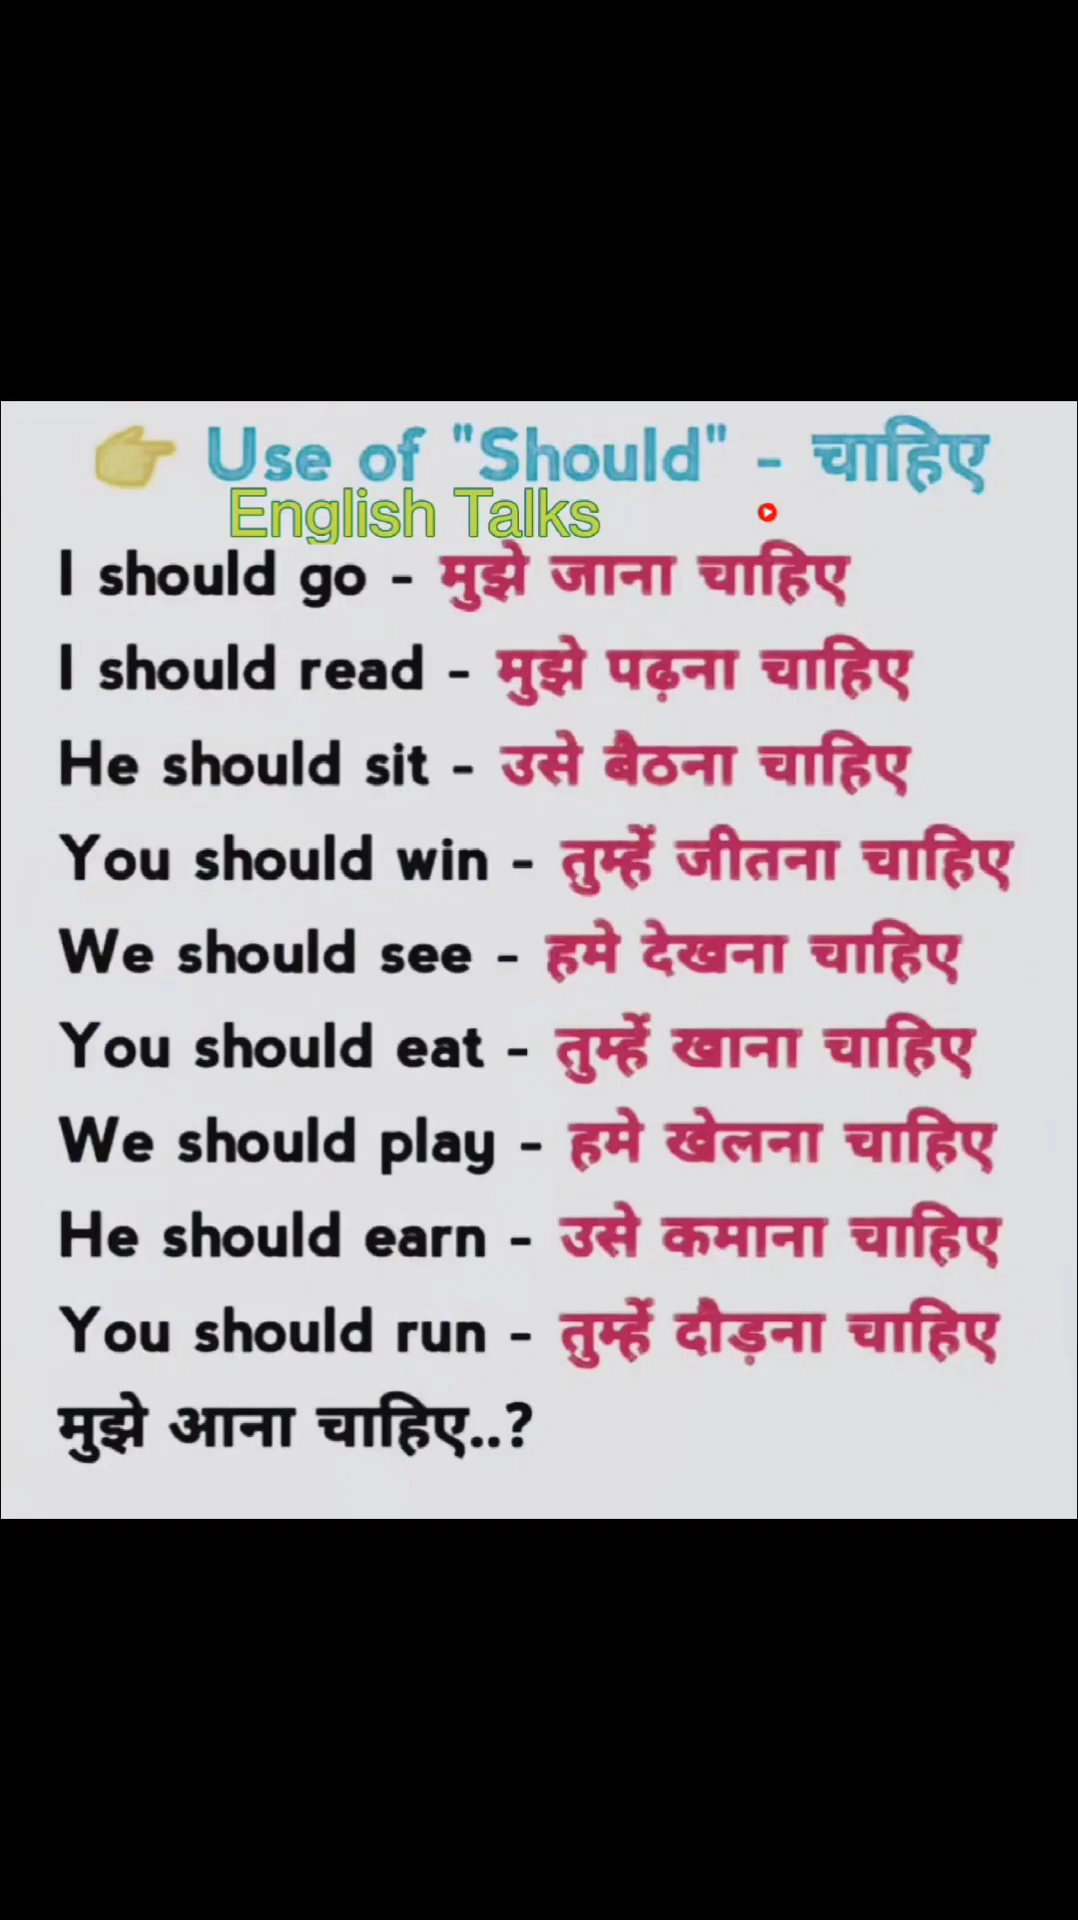 👉 Use of "Should" - चाहिए
English Talks
I should go - मुझे जाना चाहिए
I should read - मुझे पढ़ना चाहिए
He should sit - उसे बैठना चाहिए
You should win - तुम्हें जीतना चाहिए
We should see - हमे देखना चाहिए
You should eat - तुम्हें खाना चाहिए
We should play - हमे खेलना चाहिए
He should earn - उसे कमाना चाहिए
You should run - तुम्हें दौड़ना चाहिए
मुझे आना चाहिए..?